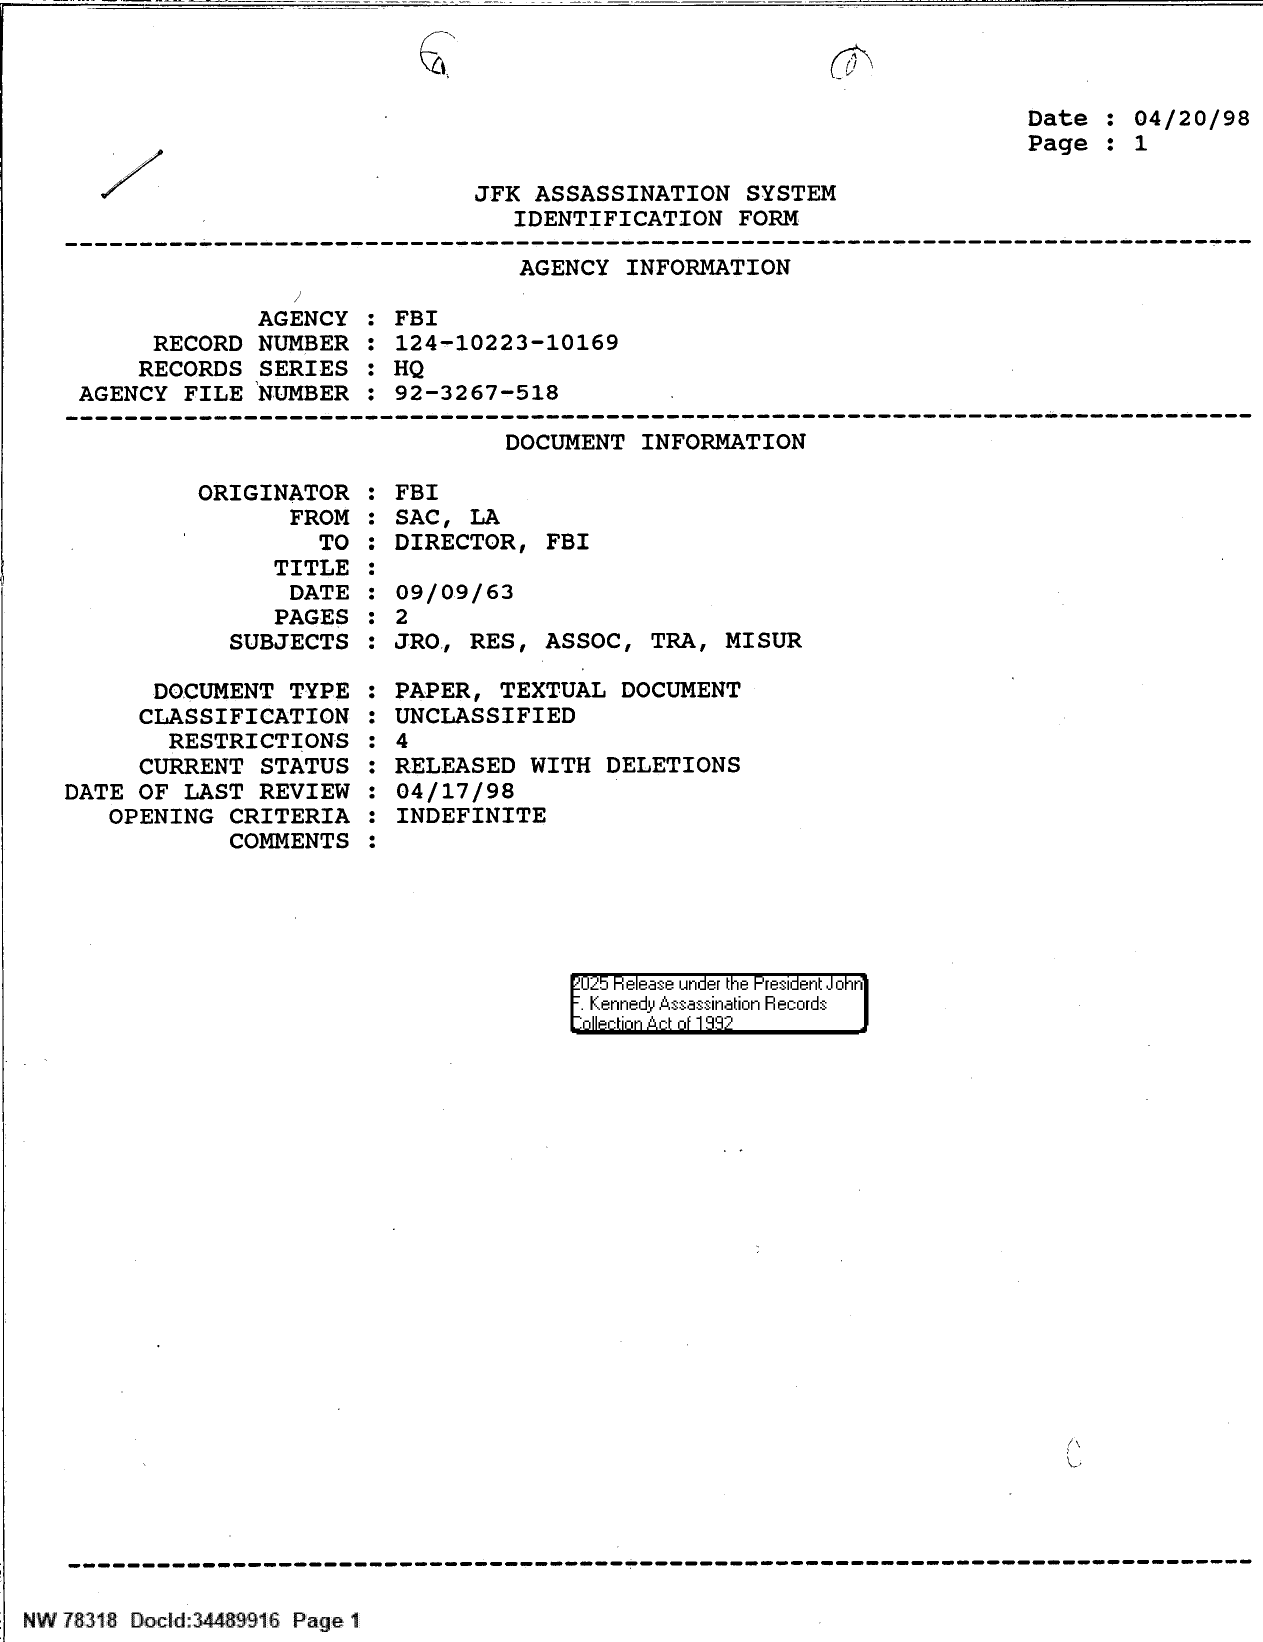 Date : 04/20/98
Page : 1
JFK ASSASSINATION SYSTEM
IDENTIFICATION FORM
AGENCY INFORMATION
AGENCY : FBI
RECORD NUMBER : 124-10223-10169
RECORDS SERIES : HQ
AGENCY FILE NUMBER : 92-3267-518
DOCUMENT INFORMATION
ORIGINATOR : FBI
FROM : SAC, LA
TO : DIRECTOR, FBI
TITLE :
DATE : 09/09/63
PAGES : 2
SUBJECTS : JRO, RES, ASSOC, TRA, MISUR
DOCUMENT TYPE : PAPER, TEXTUAL DOCUMENT
CLASSIFICATION : UNCLASSIFIED
RESTRICTIONS : 4
CURRENT STATUS : RELEASED WITH DELETIONS
DATE OF LAST REVIEW : 04/17/98
OPENING CRITERIA : INDEFINITE
COMMENTS :
2025 Release under the President John
F. Kennedy Assassination Records
Collection Act of 1992
NW 78318 DocId:34489916 Page 1